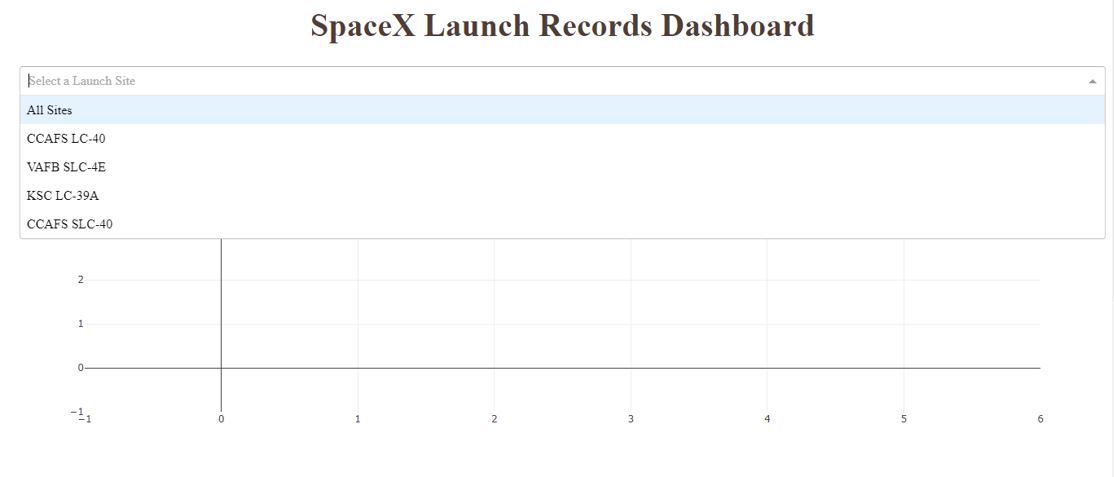 SpaceX Launch Records Dashboard
Select a Launch Site
All Sites
CCAFS LC-40
VAFB SLC-4E
KSC LC-39A
CCAFS SLC-40
2
1
0
−1
−1 0 1 2 3 4 5 6